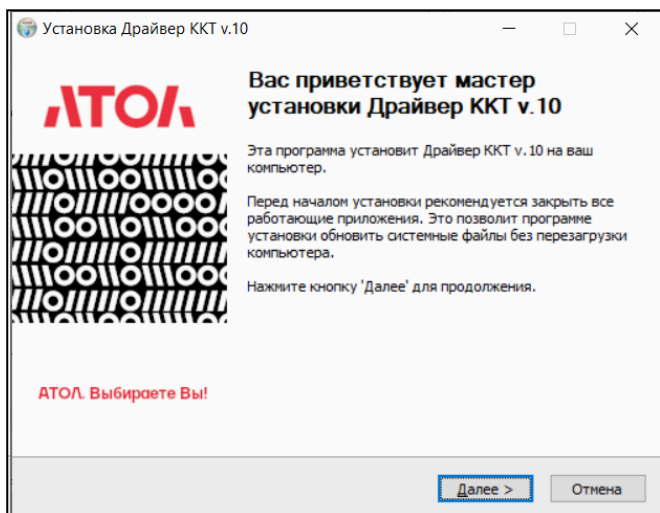 Установка Драйвер ККТ v.10
АТОЛ
Вас приветствует мастер
установки Драйвер ККТ v.10
Эта программа установит Драйвер ККТ v.10 на ваш
компьютер.
Перед началом установки рекомендуется закрыть все
работающие приложения. Это позволит программе
установки обновить системные файлы без перезагрузки
компьютера.
Нажмите кнопку 'Далее' для продолжения.
АТОЛ. Выбираете Вы!
Далее >
Отмена